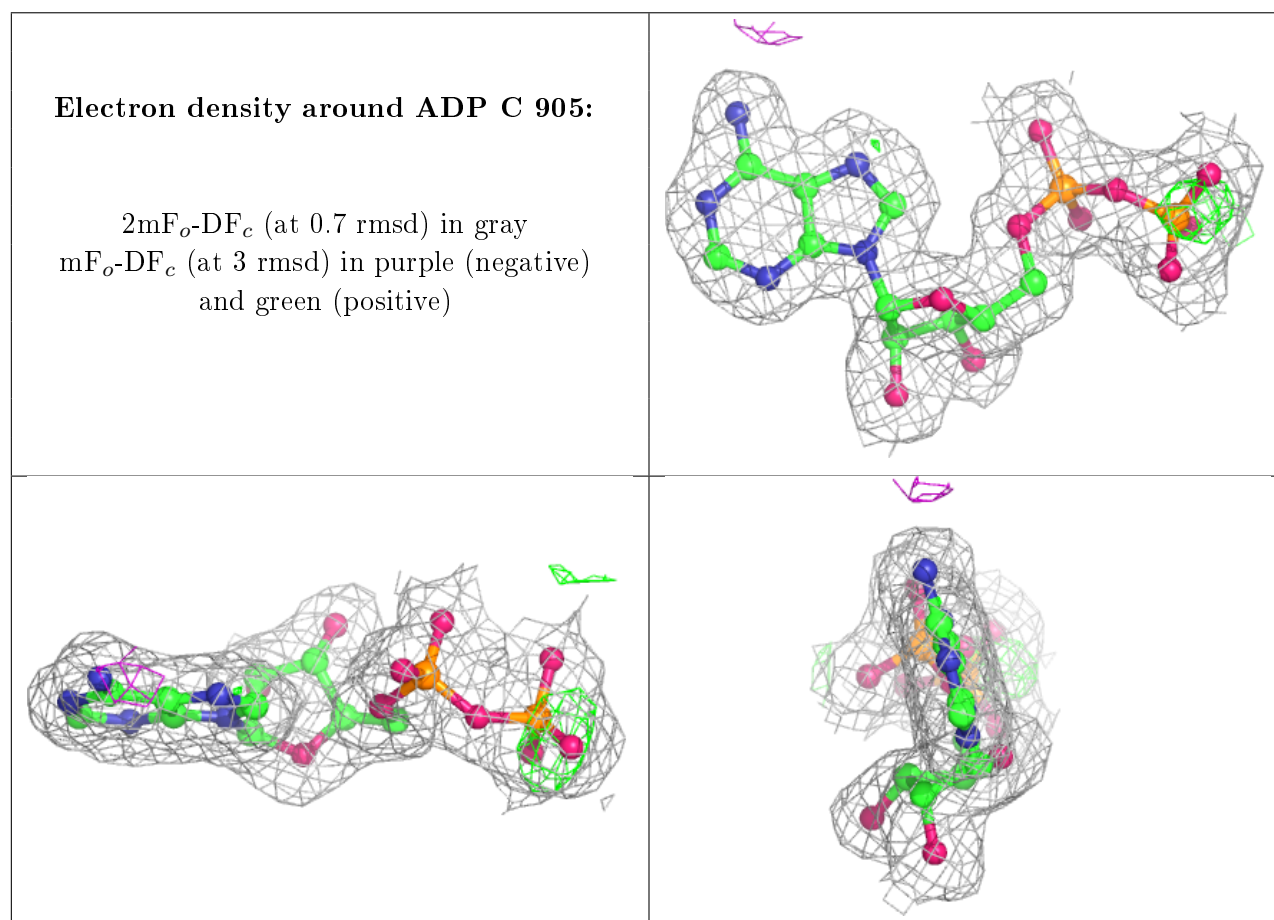 Electron density around ADP C 905:
2mFo-DFc (at 0.7 rmsd) in gray
mFo-DFc (at 3 rmsd) in purple (negative)
and green (positive)